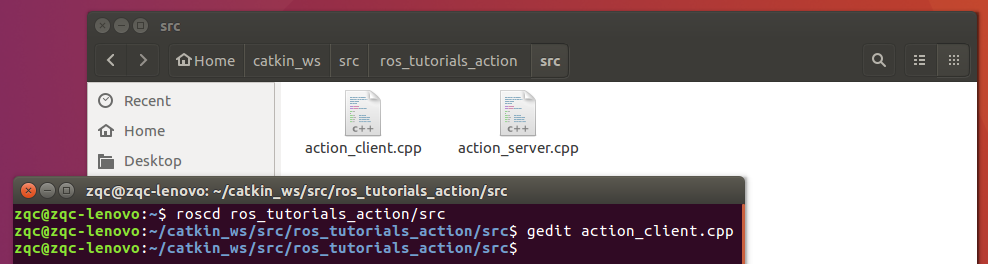 src
Home catkin_ws src ros_tutorials_action src
Recent
Home
Desktop
c++ c++
action_client.cpp action_server.cpp
zqc@zqc-lenovo: ~/catkin_ws/src/ros_tutorials_action/src
zqc@zqc-lenovo:~$ roscd ros_tutorials_action/src
zqc@zqc-lenovo:~/catkin_ws/src/ros_tutorials_action/src$ gedit action_client.cpp
zqc@zqc-lenovo:~/catkin_ws/src/ros_tutorials_action/src$